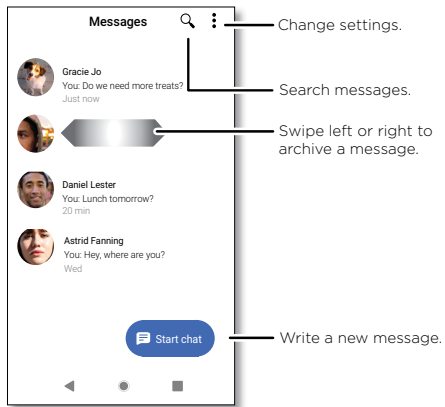 Messages
Change settings.
Gracie Jo
You: Do we need more treats?
Just now
Search messages.
Swipe left or right to
archive a message.
Daniel Lester
You: Lunch tomorrow?
20 min
Astrid Fanning
You: Hey, where are you?
Wed
Start chat
Write a new message.